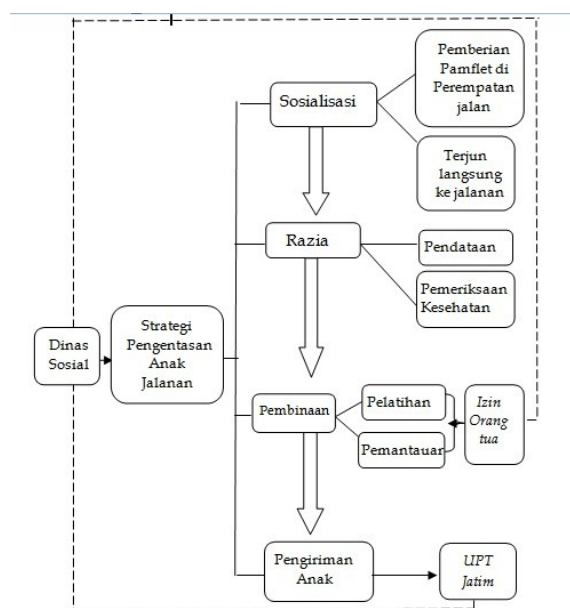 Pemberian
Pamflet di
Perempatan
jalan
Sosialisasi
Terjun
langsung
ke jalanan
Razia
Pendataan
Pemeriksaan
Kesehatan
Dinas
Sosial
Strategi
Pengentasan
Anak
Jalanan
Pembinaan
Pelatihan
Pemantauar
Izin
Orang
tua
Pengiriman
Anak
UPT
Jatim